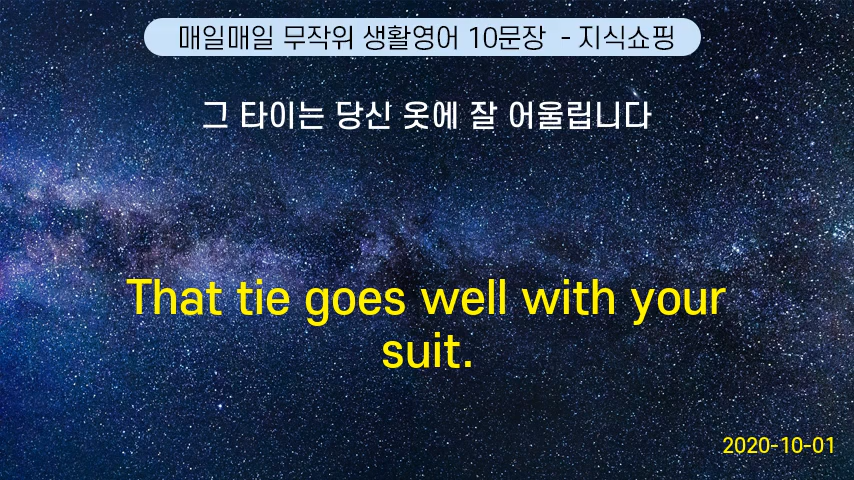 매일매일 무작위 생활영어 10문장 - 지식쇼핑
그 타이는 당신 옷에 잘 어울립니다
That tie goes well with your
suit.
2020-10-01